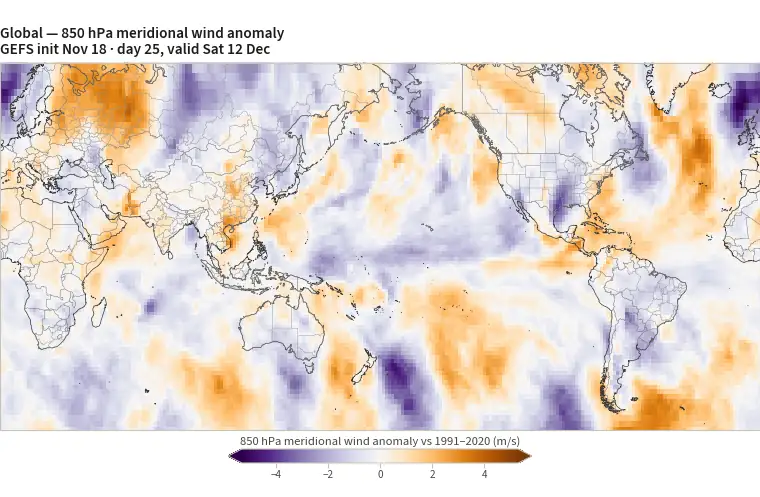 Global — 850 hPa meridional wind anomaly
GEFS init Nov 18 · day 25, valid Sat 12 Dec
850 hPa meridional wind anomaly vs 1991–2020 (m/s)
−4 −2 0 2 4